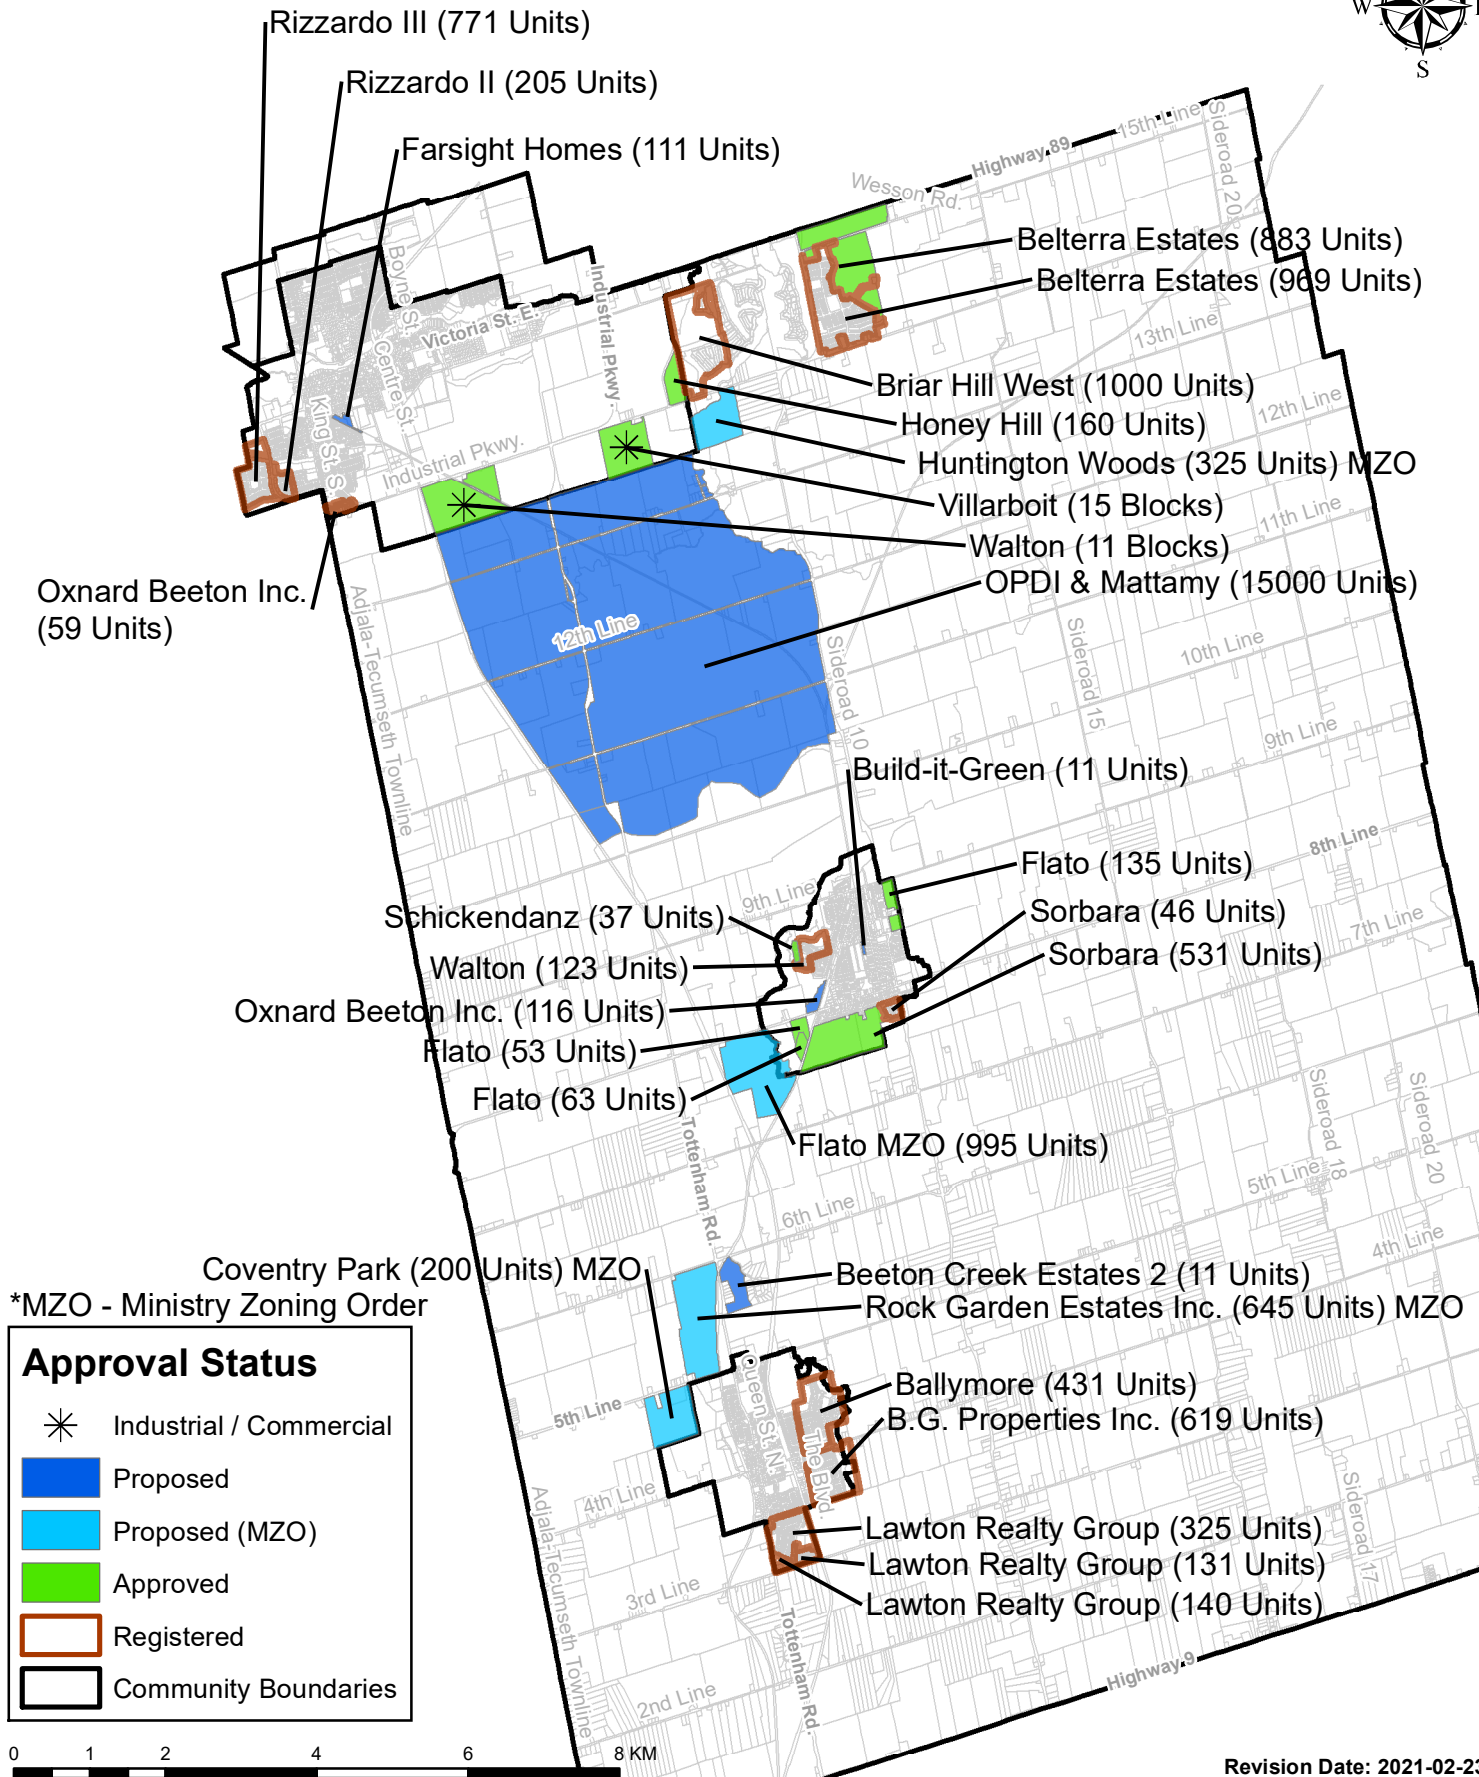 W
S
Rizzardo III (771 Units)
Rizzardo II (205 Units)
Farsight Homes (111 Units)
Highway 89
15th Line
Sideroad 20
Wesson Rd.
Belterra Estates (883 Units)
Belterra Estates (969 Units)
Boyne St.
Victoria St. E.
Centre St.
Industrial Pkwy.
13th Line
Briar Hill West (1000 Units)
12th Line
Honey Hill (160 Units)
King St. S.
Industrial Pkwy.
Huntington Woods (325 Units) MZO
Villarboit (15 Blocks)
11th Line
Walton (11 Blocks)
OPDI & Mattamy (15000 Units)
Oxnard Beeton Inc.
(59 Units)
Adjala-Tecumseth Townline
12th Line
Sideroad 10
Sideroad 15
10th Line
9th Line
Build-it-Green (11 Units)
8th Line
Flato (135 Units)
9th Line
Schickendanz (37 Units)
Sorbara (46 Units)
7th Line
Walton (123 Units)
Sorbara (531 Units)
Oxnard Beeton Inc. (116 Units)
Flato (53 Units)
Flato (63 Units)
Flato MZO (995 Units)
Tottenham Rd.
Sideroad 18
Sideroad 20
5th Line
6th Line
4th Line
Coventry Park (200 Units) MZO
Beeton Creek Estates 2 (11 Units)
Rock Garden Estates Inc. (645 Units) MZO
*MZO - Ministry Zoning Order
Approval Status
Industrial / Commercial
Proposed
Proposed (MZO)
Approved
Registered
Community Boundaries
Queen St. N.
5th Line
Ballymore (431 Units)
B.G. Properties Inc. (619 Units)
The Blvd.
4th Line
Sideroad 17
Adjala-Tecumseth Townline
Lawton Realty Group (325 Units)
Lawton Realty Group (131 Units)
Lawton Realty Group (140 Units)
3rd Line
Tottenham Rd.
2nd Line
Highway 9
0 1 2 4 6 8 KM
Revision Date: 2021-02-23